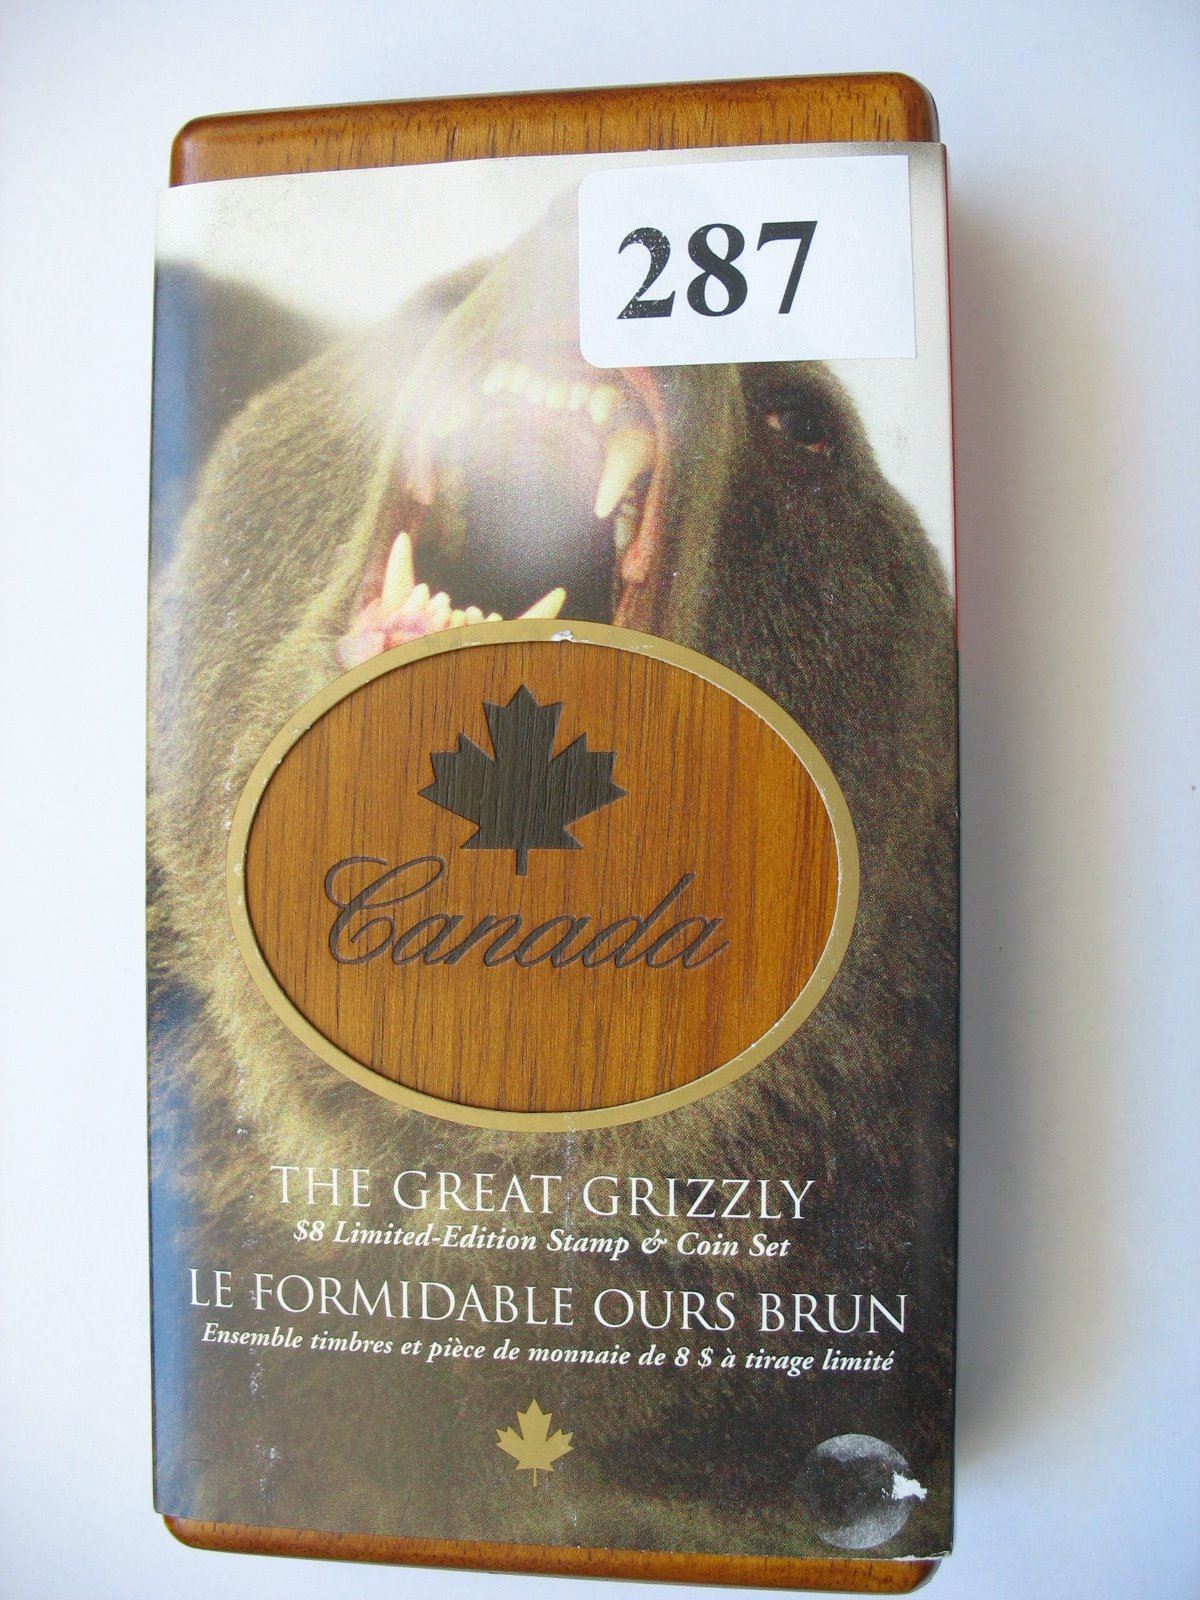 287
Canada
THE GREAT GRIZZLY
$8 Limited-Edition Stamp & Coin Set
LE FORMIDABLE OURS BRUN
Ensemble timbres et pièce de monnaie de 8 $ à tirage limité